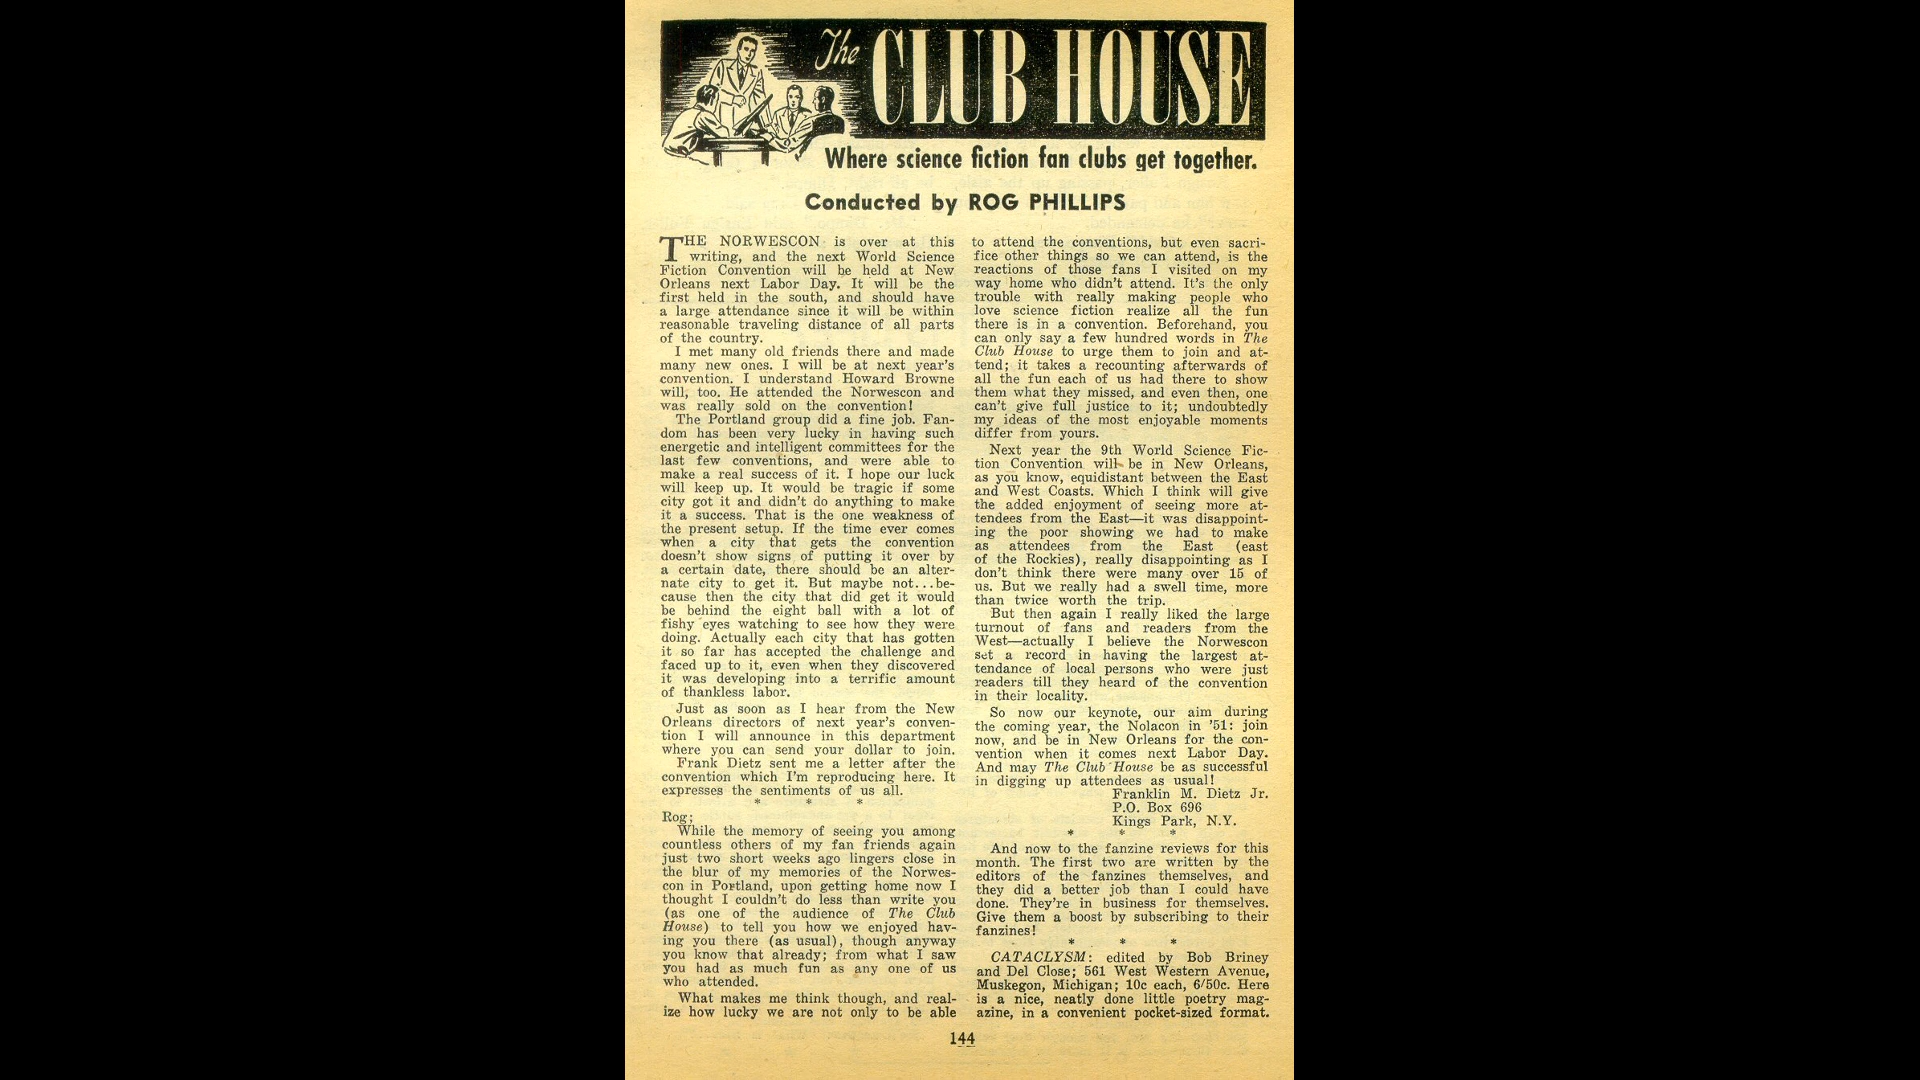 The CLUB HOUSE
Where science fiction fan clubs get together.
Conducted by ROG PHILLIPS
THE NORWESCON is over at this
writing, and the next World Science
Fiction Convention will be held at New
Orleans next Labor Day. It will be the
first held in the south, and should have
a large attendance since it will be within
reasonable traveling distance of all parts
of the country.
I met many old friends there and made
many new ones. I will be at next year's
convention. I understand Howard Browne
will, too. He attended the Norwescon and
was really sold on the convention!
The Portland group did a fine job. Fan-
dom has been very lucky in having such
energetic and intelligent committees for the
last few conventions, and were able to
make a real success of it. I hope our luck
will keep up. It would be tragic if some
city got it and didn't do anything to make
it a success. That is the one weakness of
the present setup. If the time ever comes
when a city that gets the convention
doesn't show signs of putting it over by
a certain date, there should be an alter-
nate city to get it. But maybe not...be-
cause then the city that did get it would
be behind the eight ball with a lot of
fishy eyes watching to see how they were
doing. Actually each city that has gotten
it so far has accepted the challenge and
faced up to it, even when they discovered
it was developing into a terrific amount
of thankless labor.
Just as soon as I hear from the New
Orleans directors of next year's conven-
tion I will announce in this department
where you can send your dollar to join.
Frank Dietz sent me a letter after the
convention which I'm reproducing here. It
expresses the sentiments of us all.
* * *
Rog;
While the memory of seeing you among
countless others of my fan friends again
just two short weeks ago lingers close in
the blur of my memories of the Norwes-
con in Portland, upon getting home now I
thought I couldn't do less than write you
(as one of the audience of The Club
House) to tell you how we enjoyed hav-
ing you there (as usual), though anyway
you know that already; from what I saw
you had as much fun as any one of us
who attended.
What makes me think though, and real-
ize how lucky we are not only to be able
to attend the conventions, but even sacri-
fice other things so we can attend, is the
reactions of those fans I visited on my
way home who didn't attend. It's the only
trouble with really making people who
love science fiction realize all the fun
there is in a convention. Beforehand, you
can only say a few hundred words in The
Club House to urge them to join and at-
tend; it takes a recounting afterwards of
all the fun each of us had there to show
them what they missed, and even then, one
can't give full justice to it; undoubtedly
my ideas of the most enjoyable moments
differ from yours.
Next year the 9th World Science Fic-
tion Convention will be in New Orleans,
as you know, equidistant between the East
and West Coasts. Which I think will give
the added enjoyment of seeing more at-
tendees from the East—it was disappoint-
ing the poor showing we had to make
as attendees from the East (east
of the Rockies), really disappointing as I
don't think there were many over 15 of
us. But we really had a swell time, more
than twice worth the trip.
But then again I really liked the large
turnout of fans and readers from the
West—actually I believe the Norwescon
set a record in having the largest at-
tendance of local persons who were just
readers till they heard of the convention
in their locality.
So now our keynote, our aim during
the coming year, the Nolacon in '51: join
now, and be in New Orleans for the con-
vention when it comes next Labor Day.
And may The Club House be as successful
in digging up attendees as usual!
Franklin M. Dietz Jr.
P.O. Box 696
Kings Park, N.Y.
* * *
And now to the fanzine reviews for this
month. The first two are written by the
editors of the fanzines themselves, and
they did a better job than I could have
done. They're in business for themselves.
Give them a boost by subscribing to their
fanzines!
* * *
CATACLYSM: edited by Bob Briney
and Del Close; 561 West Western Avenue,
Muskegon, Michigan; 10c each, 6/50c. Here
is a nice, neatly done little poetry mag-
azine, in a convenient pocket-sized format.
144